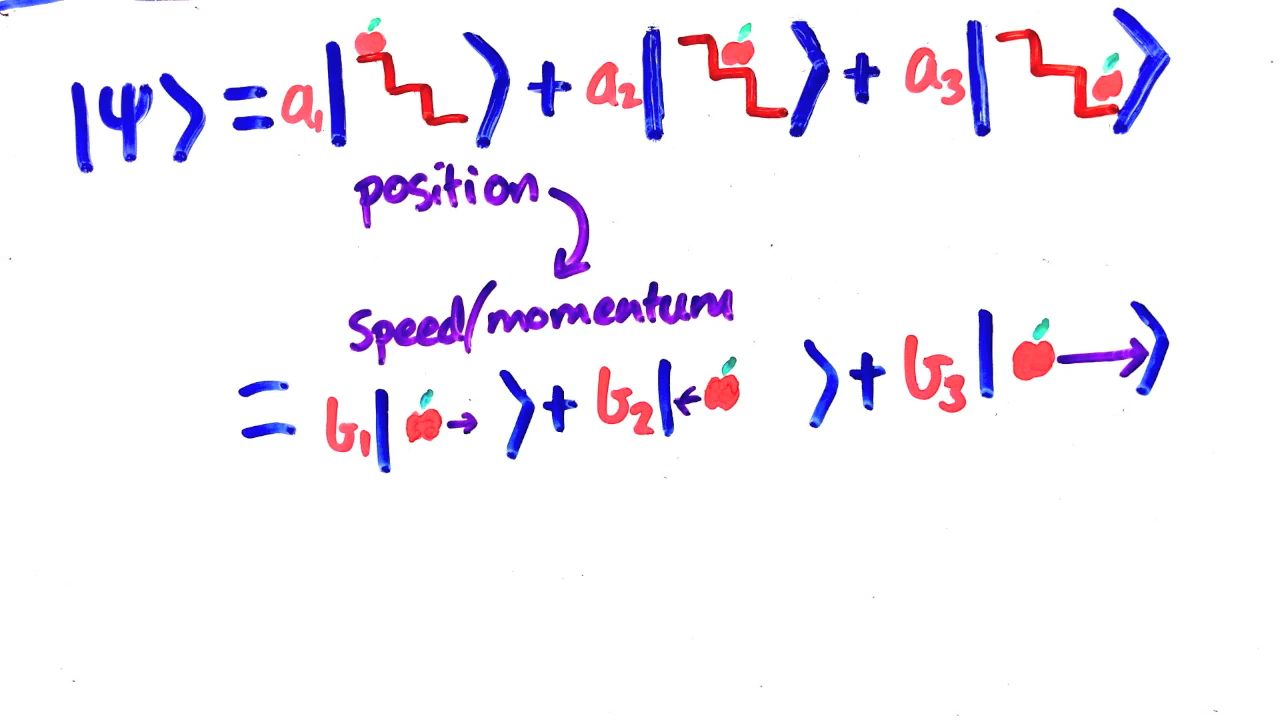 |ψ⟩ = a₁| ⟩ + a₂| ⟩ + a₃| ⟩
position
speed/momentum
= b₁| ⟩ + b₂| ⟩ + b₃| ⟩